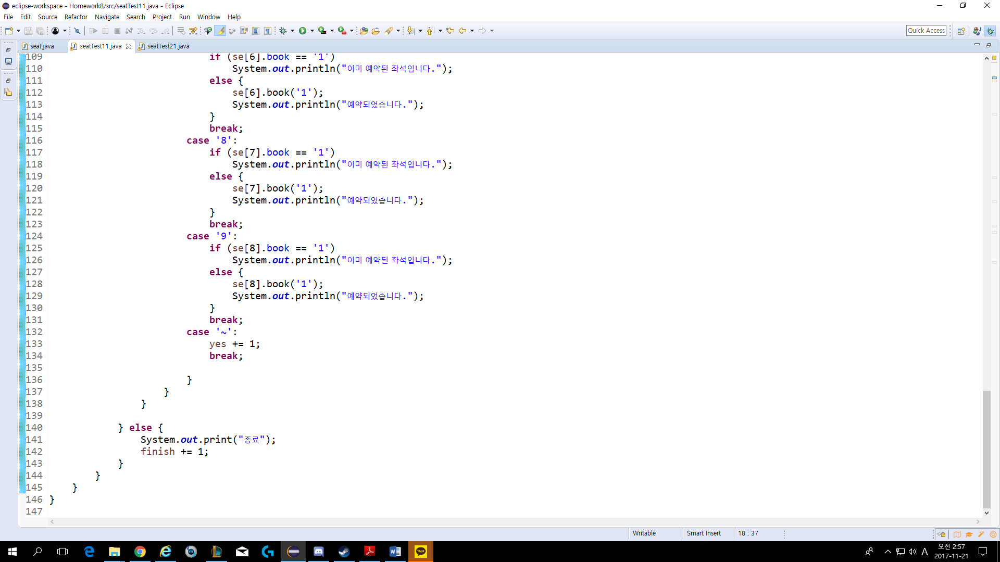 eclipse-workspace - Homework8/src/seatTest11.java - Eclipse
File Edit Source Refactor Navigate Search Project Run Window Help
Quick Access
seat.java seatTest11.java seatTest21.java
109 if (se[6].book == '1')
110 System.out.println("이미 예약된 좌석입니다.");
111 else {
112 se[6].book('1');
113 System.out.println("예약되었습니다.");
114 }
115 break;
116 case '8':
117 if (se[7].book == '1')
118 System.out.println("이미 예약된 좌석입니다.");
119 else {
120 se[7].book('1');
121 System.out.println("예약되었습니다.");
122 }
123 break;
124 case '9':
125 if (se[8].book == '1')
126 System.out.println("이미 예약된 좌석입니다.");
127 else {
128 se[8].book('1');
129 System.out.println("예약되었습니다.");
130 }
131 break;
132 case '~':
133 yes += 1;
134 break;
135
136 }
137 }
138 }
139
140 } else {
141 System.out.print("종료");
142 finish += 1;
143 }
144 }
145 }
146 }
147
Writable Smart Insert 18 : 37
A 오전 2:57
2017-11-21